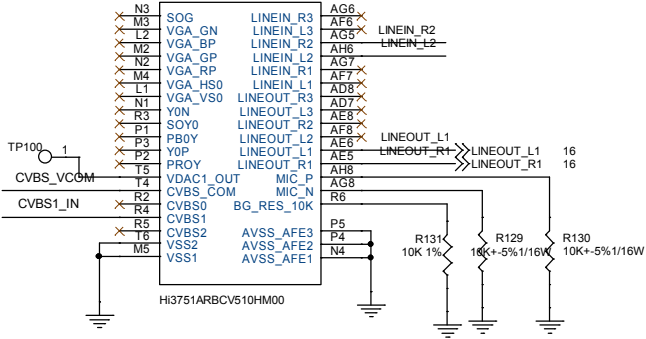 N3 SOG LINEIN_R3 AG6
M3 VGA_GN LINEIN_L3 AF6
L2 VGA_BP LINEIN_R2 AG5 LINEIN_R2
M2 VGA_GP LINEIN_L2 AH6 LINEIN_L2
N2 VGA_RP LINEIN_R1 AG7
M4 VGA_HS0 LINEIN_L1 AF7
L1 VGA_VS0 LINEOUT_R3 AD8
N1 Y0N LINEOUT_L3 AD7
R3 SOY0 LINEOUT_R2 AE8
P1 PB0Y LINEOUT_L2 AF8
P3 Y0P LINEOUT_L1 AE6 LINEOUT_L1 LINEOUT_L1 16
TP100 1 P2 PROY LINEOUT_R1 AE5 LINEOUT_R1 LINEOUT_R1 16
T5 VDAC1_OUT MIC_P AH8
CVBS_VCOM T4 CVBS_COM MIC_N AG8
R2 CVBS0 BG_RES_10K R6
CVBS1_IN R4 CVBS1
R5 CVBS2 AVSS_AFE3 P5
T6 VSS2 AVSS_AFE2 P4
M5 VSS1 AVSS_AFE1 N4
R131 R129 R130
10K 1% 10K+-5%1/16W 10K+-5%1/16W
Hi3751ARBCV510HM00